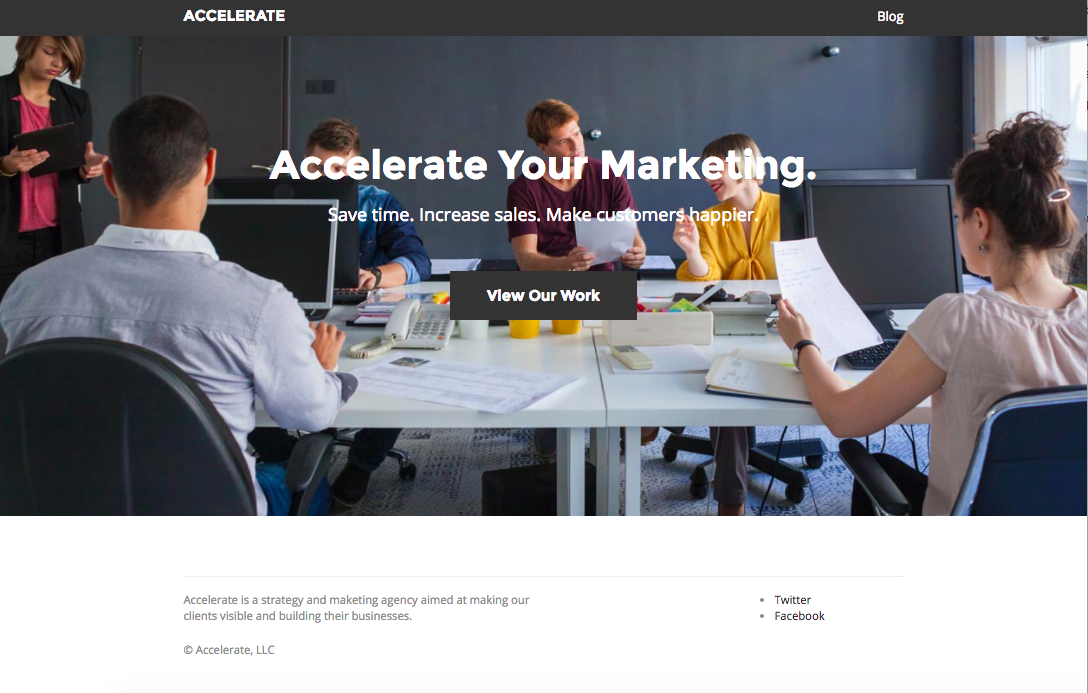 ACCELERATE
Blog
Accelerate Your Marketing.
Save time. Increase sales. Make customers happier.
View Our Work
Accelerate is a strategy and maketing agency aimed at making our
clients visible and building their businesses.
Twitter
Facebook
© Accelerate, LLC